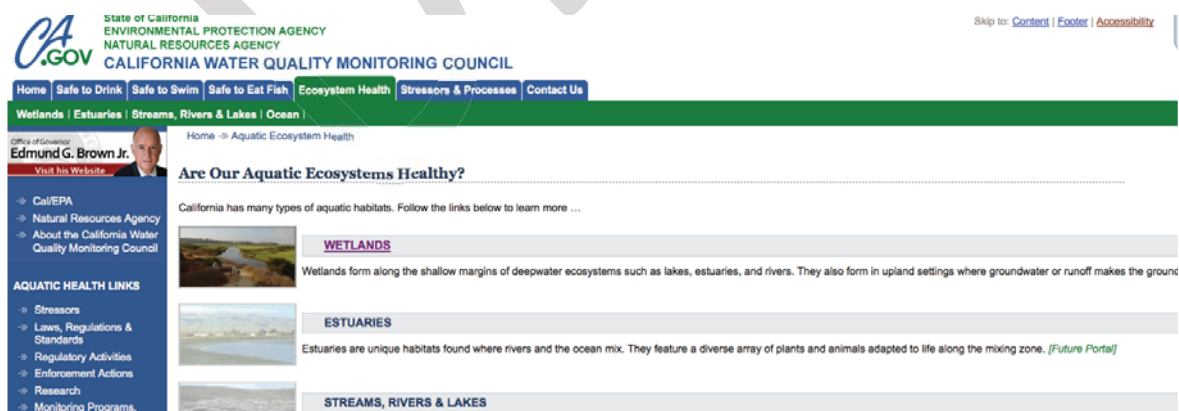 State of California
ENVIRONMENTAL PROTECTION AGENCY
NATURAL RESOURCES AGENCY
CALIFORNIA WATER QUALITY MONITORING COUNCIL
CA.GOV
Skip to: Content | Footer | Accessibility
Home Safe to Drink Safe to Swim Safe to Eat Fish Ecosystem Health Stressors & Processes Contact Us
Wetlands | Estuaries | Streams, Rivers & Lakes | Ocean |
Office of Governor
Edmund G. Brown Jr.
Visit his Website
Home -» Aquatic Ecosystem Health
Are Our Aquatic Ecosystems Healthy?
California has many types of aquatic habitats. Follow the links below to learn more …
-» Cal/EPA
-» Natural Resources Agency
-» About the California Water
Quality Monitoring Council
AQUATIC HEALTH LINKS
-» Stressors
-» Laws, Regulations &
Standards
-» Regulatory Activities
-» Enforcement Actions
-» Research
-» Monitoring Programs,
WETLANDS
Wetlands form along the shallow margins of deepwater ecosystems such as lakes, estuaries, and rivers. They also form in upland settings where groundwater or runoff makes the ground
ESTUARIES
Estuaries are unique habitats found where rivers and the ocean mix. They feature a diverse array of plants and animals adapted to life along the mixing zone. [Future Portal]
STREAMS, RIVERS & LAKES